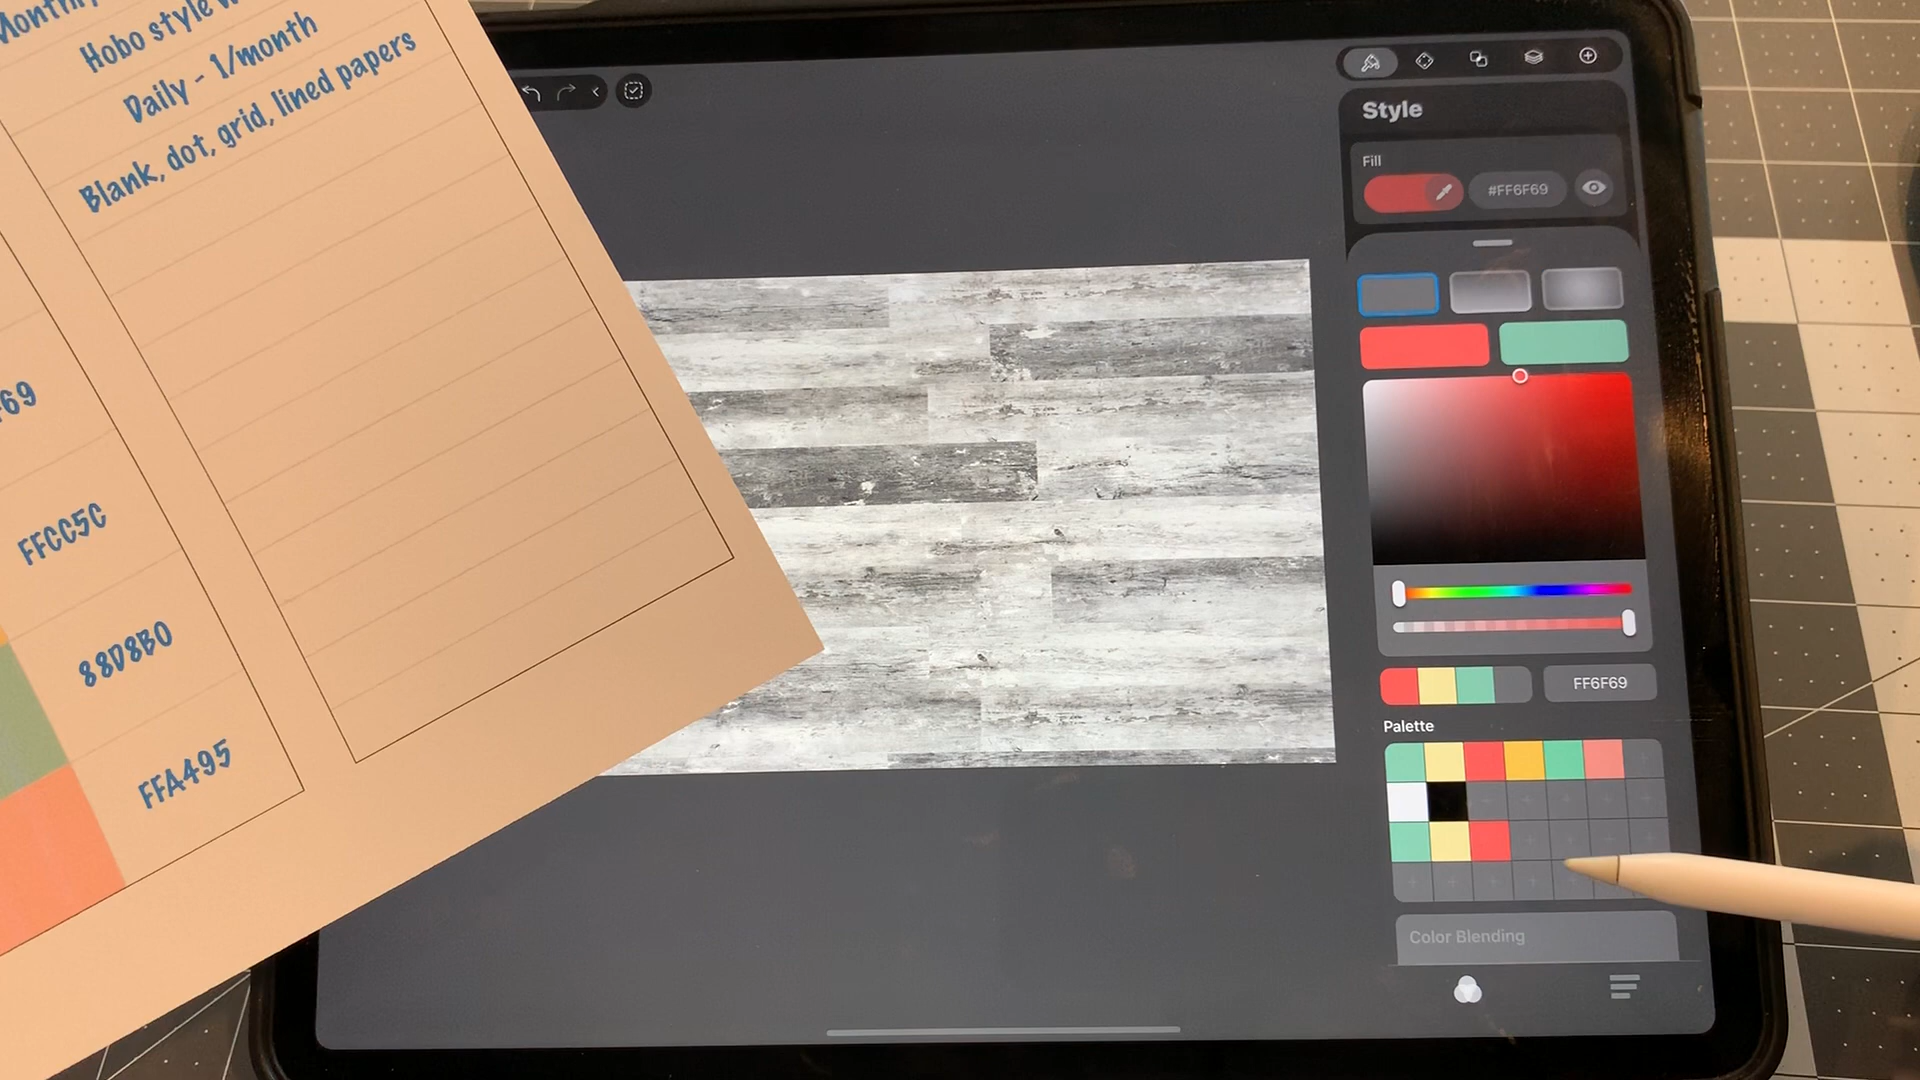 Hobo style
Daily - 1/month
Blank, dot, grid, lined papers
69
FFCC5C
88D8B0
FFA495
Style
Fill
#FF6F69
FF6F69
Palette
Color Blending